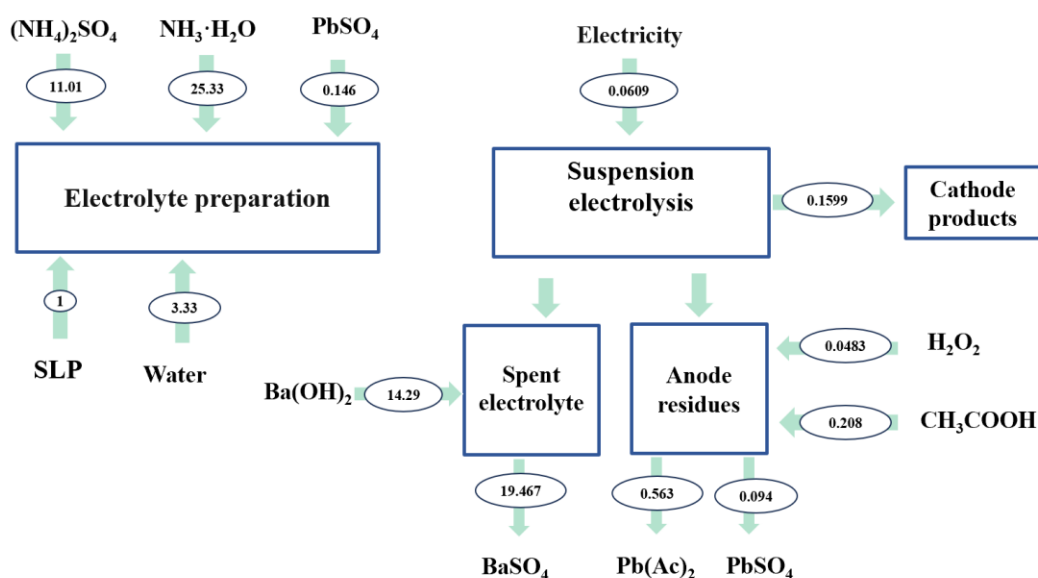 (NH₄)₂SO₄ NH₃·H₂O PbSO₄
11.01 25.33 0.146
Electrolyte preparation
1 3.33
SLP Water
Electricity
0.0609
Suspension
electrolysis
0.1599
Cathode
products
Ba(OH)₂ 14.29
Spent
electrolyte
Anode
residues
0.0483 H₂O₂
0.208 CH₃COOH
19.467 0.563 0.094
BaSO₄ Pb(Ac)₂ PbSO₄